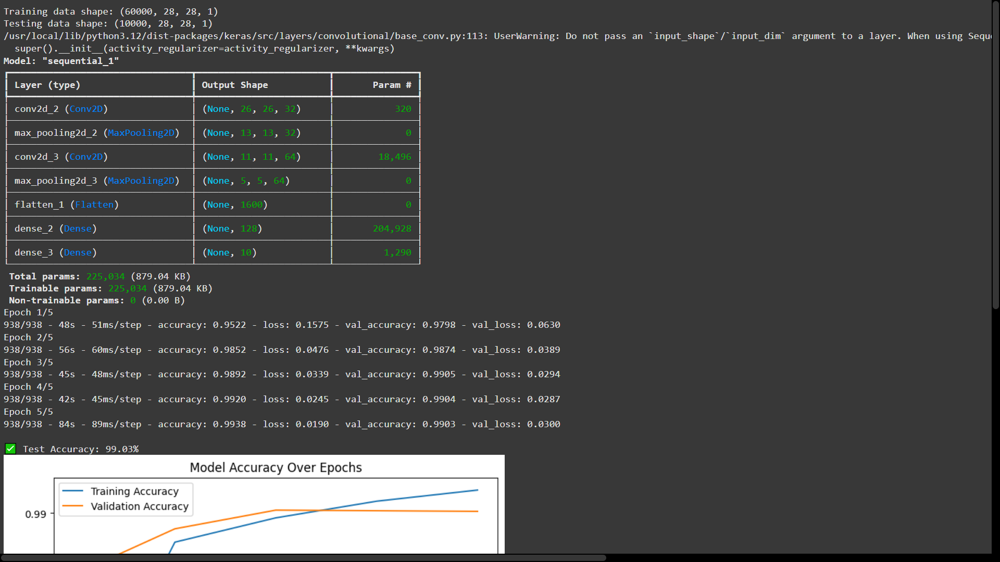 Training data shape: (60000, 28, 28, 1)
Testing data shape: (10000, 28, 28, 1)
/usr/local/lib/python3.12/dist-packages/keras/src/layers/convolutional/base_conv.py:113: UserWarning: Do not pass an `input_shape`/`input_dim` argument to a layer. When using Sequ
super().__init__(activity_regularizer=activity_regularizer, **kwargs)
Model: "sequential_1"
Layer (type) Output Shape Param #
conv2d_2 (Conv2D) (None, 26, 26, 32) 320
max_pooling2d_2 (MaxPooling2D) (None, 13, 13, 32) 0
conv2d_3 (Conv2D) (None, 11, 11, 64) 18,496
max_pooling2d_3 (MaxPooling2D) (None, 5, 5, 64) 0
flatten_1 (Flatten) (None, 1600) 0
dense_2 (Dense) (None, 128) 204,928
dense_3 (Dense) (None, 10) 1,290
Total params: 225,034 (879.04 KB)
Trainable params: 225,034 (879.04 KB)
Non-trainable params: 0 (0.00 B)
Epoch 1/5
938/938 - 48s - 51ms/step - accuracy: 0.9522 - loss: 0.1575 - val_accuracy: 0.9798 - val_loss: 0.0630
Epoch 2/5
938/938 - 56s - 60ms/step - accuracy: 0.9852 - loss: 0.0476 - val_accuracy: 0.9874 - val_loss: 0.0389
Epoch 3/5
938/938 - 45s - 48ms/step - accuracy: 0.9892 - loss: 0.0339 - val_accuracy: 0.9905 - val_loss: 0.0294
Epoch 4/5
938/938 - 42s - 45ms/step - accuracy: 0.9920 - loss: 0.0245 - val_accuracy: 0.9904 - val_loss: 0.0287
Epoch 5/5
938/938 - 84s - 89ms/step - accuracy: 0.9938 - loss: 0.0190 - val_accuracy: 0.9903 - val_loss: 0.0300
✅ Test Accuracy: 99.03%
Model Accuracy Over Epochs
Training Accuracy
Validation Accuracy
0.99